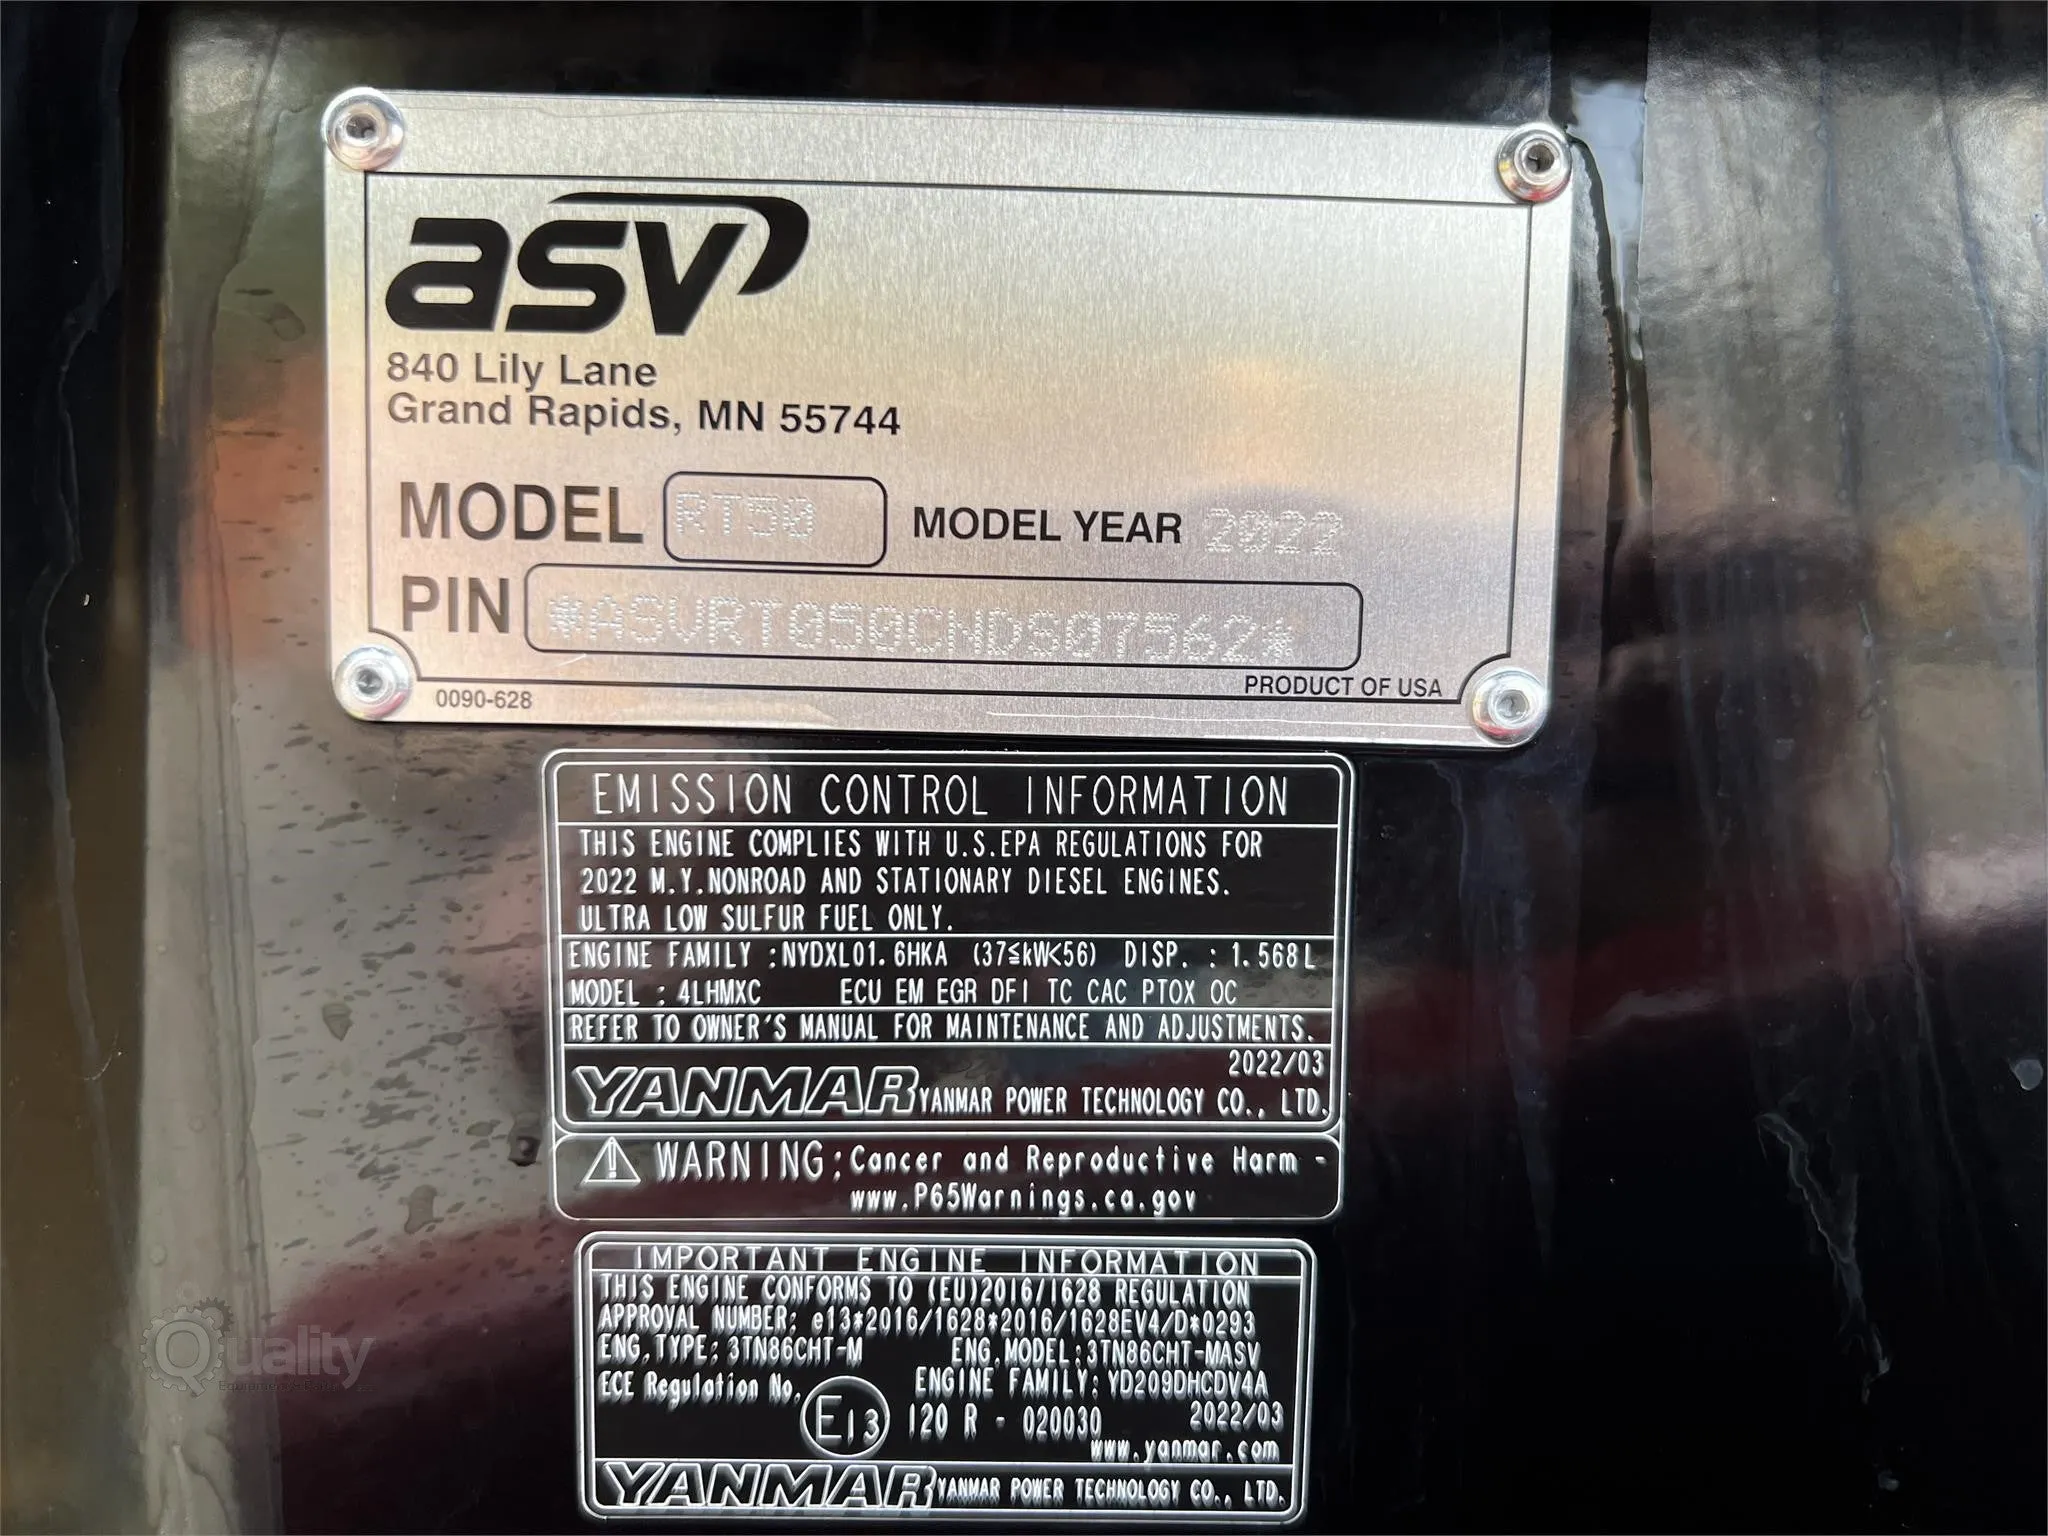 asv
840 Lily Lane
Grand Rapids, MN 55744
MODEL RT50 MODEL YEAR 2022
PIN *ASVRT050CNDS07562*
0090-628 PRODUCT OF USA
EMISSION CONTROL INFORMATION
THIS ENGINE COMPLIES WITH U.S.EPA REGULATIONS FOR
2022 M.Y.NONROAD AND STATIONARY DIESEL ENGINES.
ULTRA LOW SULFUR FUEL ONLY.
ENGINE FAMILY :NYDXL01.6HKA (37≦kW<56) DISP. : 1.568L
MODEL : 4LHMXC ECU EM EGR DFI TC CAC PTOX OC
REFER TO OWNER'S MANUAL FOR MAINTENANCE AND ADJUSTMENTS.
2022/03
YANMAR YANMAR POWER TECHNOLOGY CO., LTD.
WARNING:Cancer and Reproductive Harm -
www.P65Warnings.ca.gov
IMPORTANT ENGINE INFORMATION
THIS ENGINE CONFORMS TO (EU)2016/1628 REGULATION
APPROVAL NUMBER: e13*2016/1628*2016/1628EV4/D*0293
ENG.TYPE: 3TN86CHT-M ENG.MODEL:3TN86CHT-MASV
ECE Regulation No. ENGINE FAMILY: YD209DHCDV4A
E13 120 R - 020030 2022/03
www.yanmar.com
YANMAR YANMAR POWER TECHNOLOGY CO., LTD.
Quality